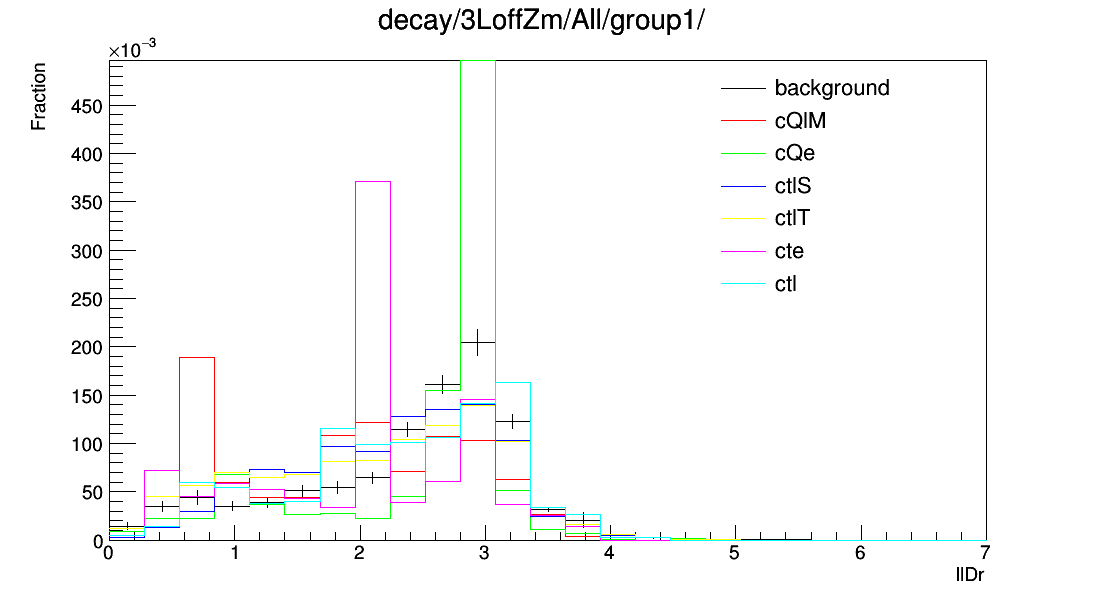 decay/3LoffZm/All/group1/
×10⁻³
Fraction
450
400
350
300
250
200
150
100
50
0
background
cQlM
cQe
ctlS
ctlT
cte
ctl
0 1 2 3 4 5 6 7
llDr